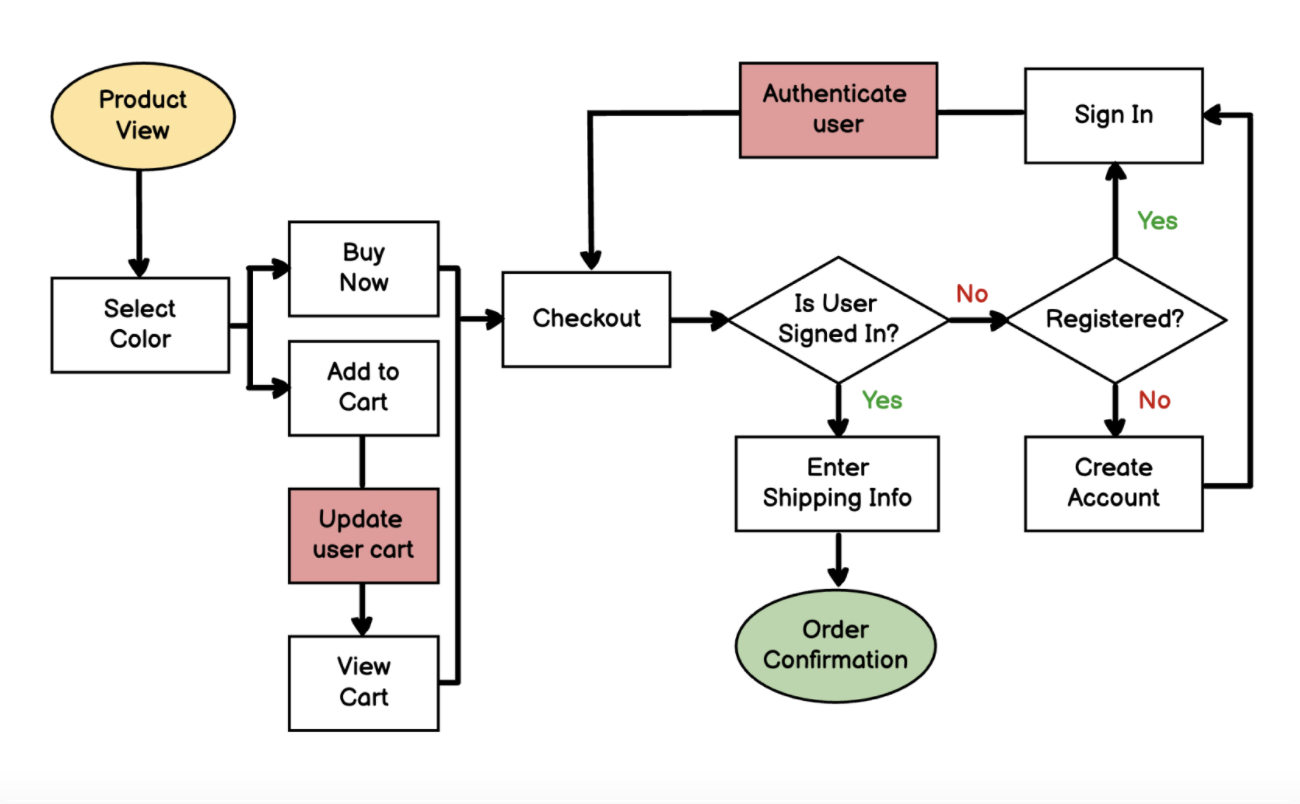 Product
View
Select
Color
Buy
Now
Add to
Cart
Update
user cart
View
Cart
Checkout
Authenticate
user
Sign In
Is User
Signed In?
No
Registered?
Yes
No
Yes
Enter
Shipping Info
Create
Account
Order
Confirmation